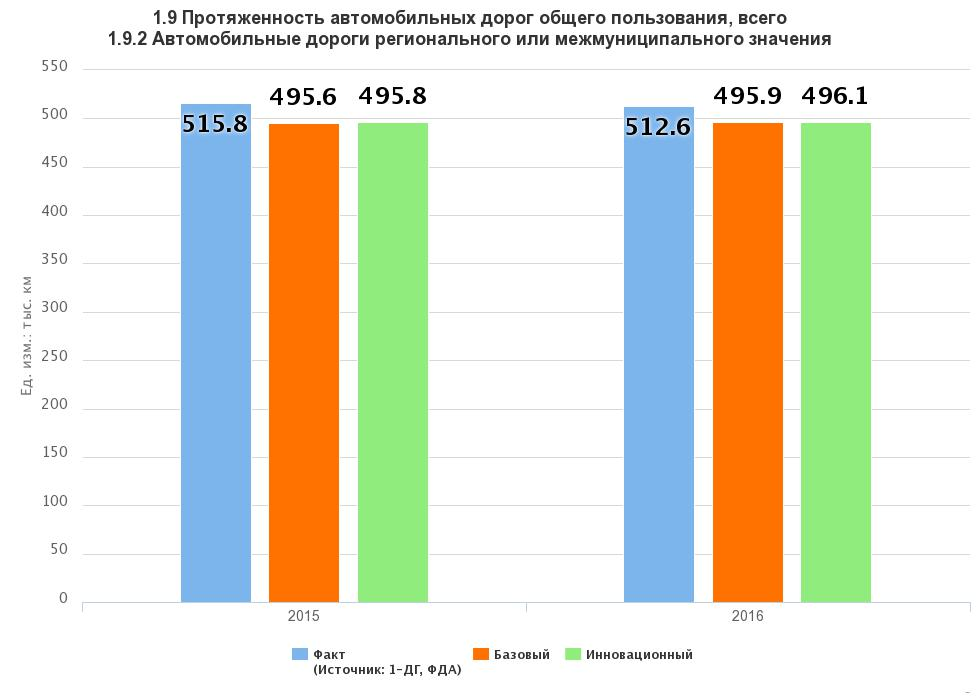 1.9 Протяженность автомобильных дорог общего пользования, всего
1.9.2 Автомобильные дороги регионального или межмуниципального значения
Ед. изм.: тыс. км
550
500
450
400
350
300
250
200
150
100
50
0
515.8
495.6
495.8
512.6
495.9
496.1
2015
2016
Факт
(Источник: 1-ДГ, ФДА)
Базовый
Инновационный